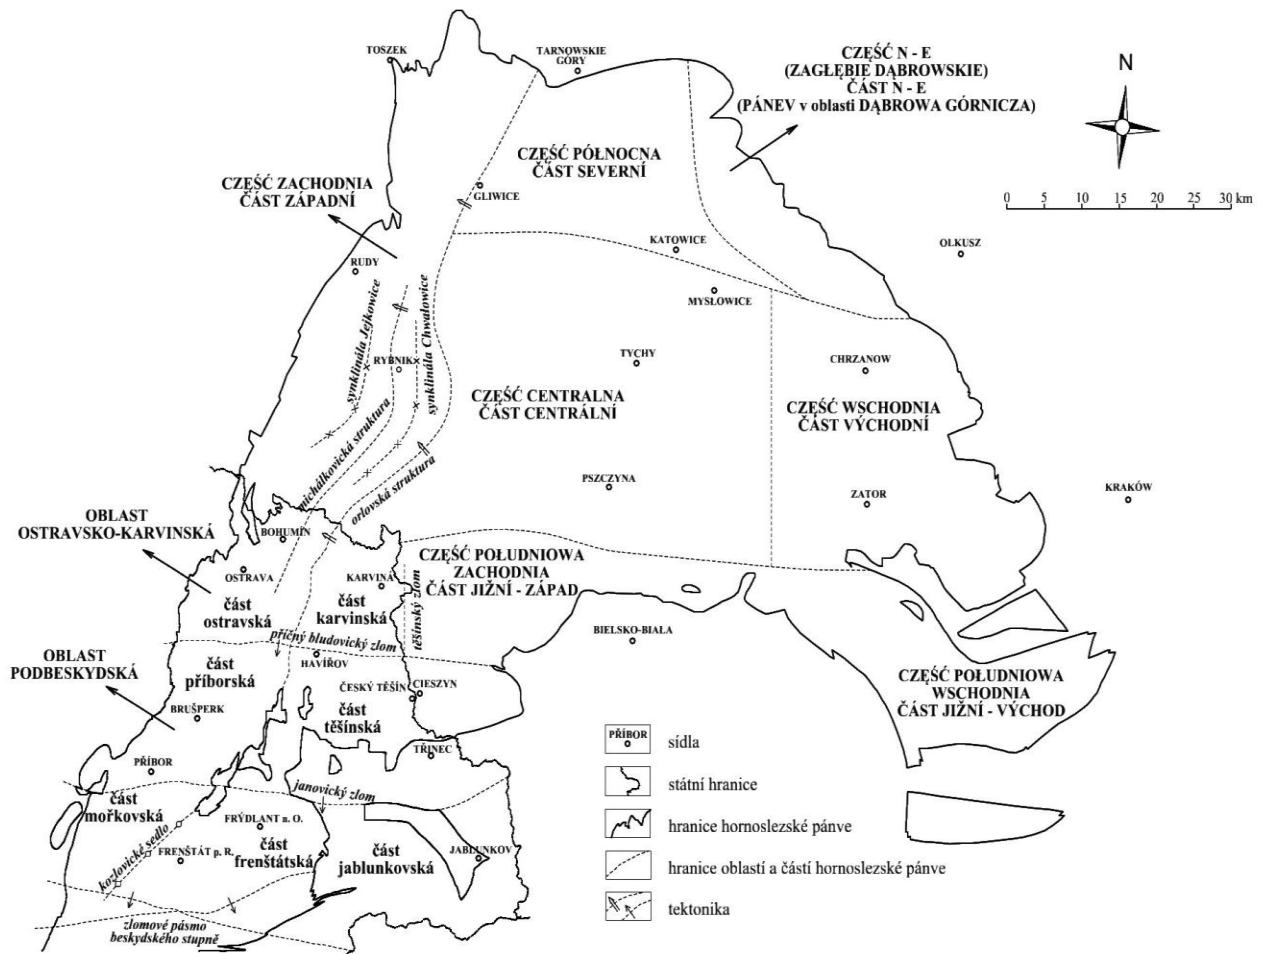 TOSZEK
TARNOWSKIE
GÓRY
CZĘŚĆ N - E
(ZAGŁĘBIE DĄBROWSKIE)
ČÁST N - E
(PÁNEV v oblasti DĄBROWA GÓRNICZA)
N
0 5 10 15 20 25 30 km
CZĘŚĆ PÓŁNOCNA
ČÁST SEVERNÍ
CZĘŚĆ ZACHODNIA
ČÁST ZÁPADNÍ
GLIWICE
KATOWICE
OLKUSZ
RUDY
MYSŁOWICE
synklinála Jejkowice
synklinála Chwałowice
RYBNIK
TYCHY
CHRZANOW
CZĘŚĆ CENTRALNA
ČÁST CENTRÁLNÍ
CZĘŚĆ WSCHODNIA
ČÁST VÝCHODNÍ
michálkovická struktura
orlovská struktura
PSZCZYNA
ZATOR
KRAKÓW
OBLAST
OSTRAVSKO-KARVINSKÁ
BOHUMÍN
CZĘŚĆ POŁUDNIOWA
ZACHODNIA
ČÁST JIŽNÍ - ZÁPAD
OSTRAVA
KARVINÁ
těšínský zlom
část
ostravská
část
karvinská
příčný bludovický zlom
BIELSKO-BIAŁA
OBLAST
PODBESKYDSKÁ
část
příborská
HAVÍŘOV
ČESKÝ TĚŠÍN
CIESZYN
CZĘŚĆ POŁUDNIOWA
WSCHODNIA
ČÁST JIŽNÍ - VÝCHOD
BRUŠPERK
část
těšínská
TŘINEC
PŘÍBOR
sídla
PŘÍBOR
janovický zlom
státní hranice
část
mořkovská
FRÝDLANT n. O.
hranice hornoslezské pánve
kozlovické sedlo
FRENŠTÁT p. R.
část
frenštátská
část
jablunkovská
JABLUNKOV
hranice oblastí a částí hornoslezské pánve
tektonika
zlomové pásmo
beskydského stupně